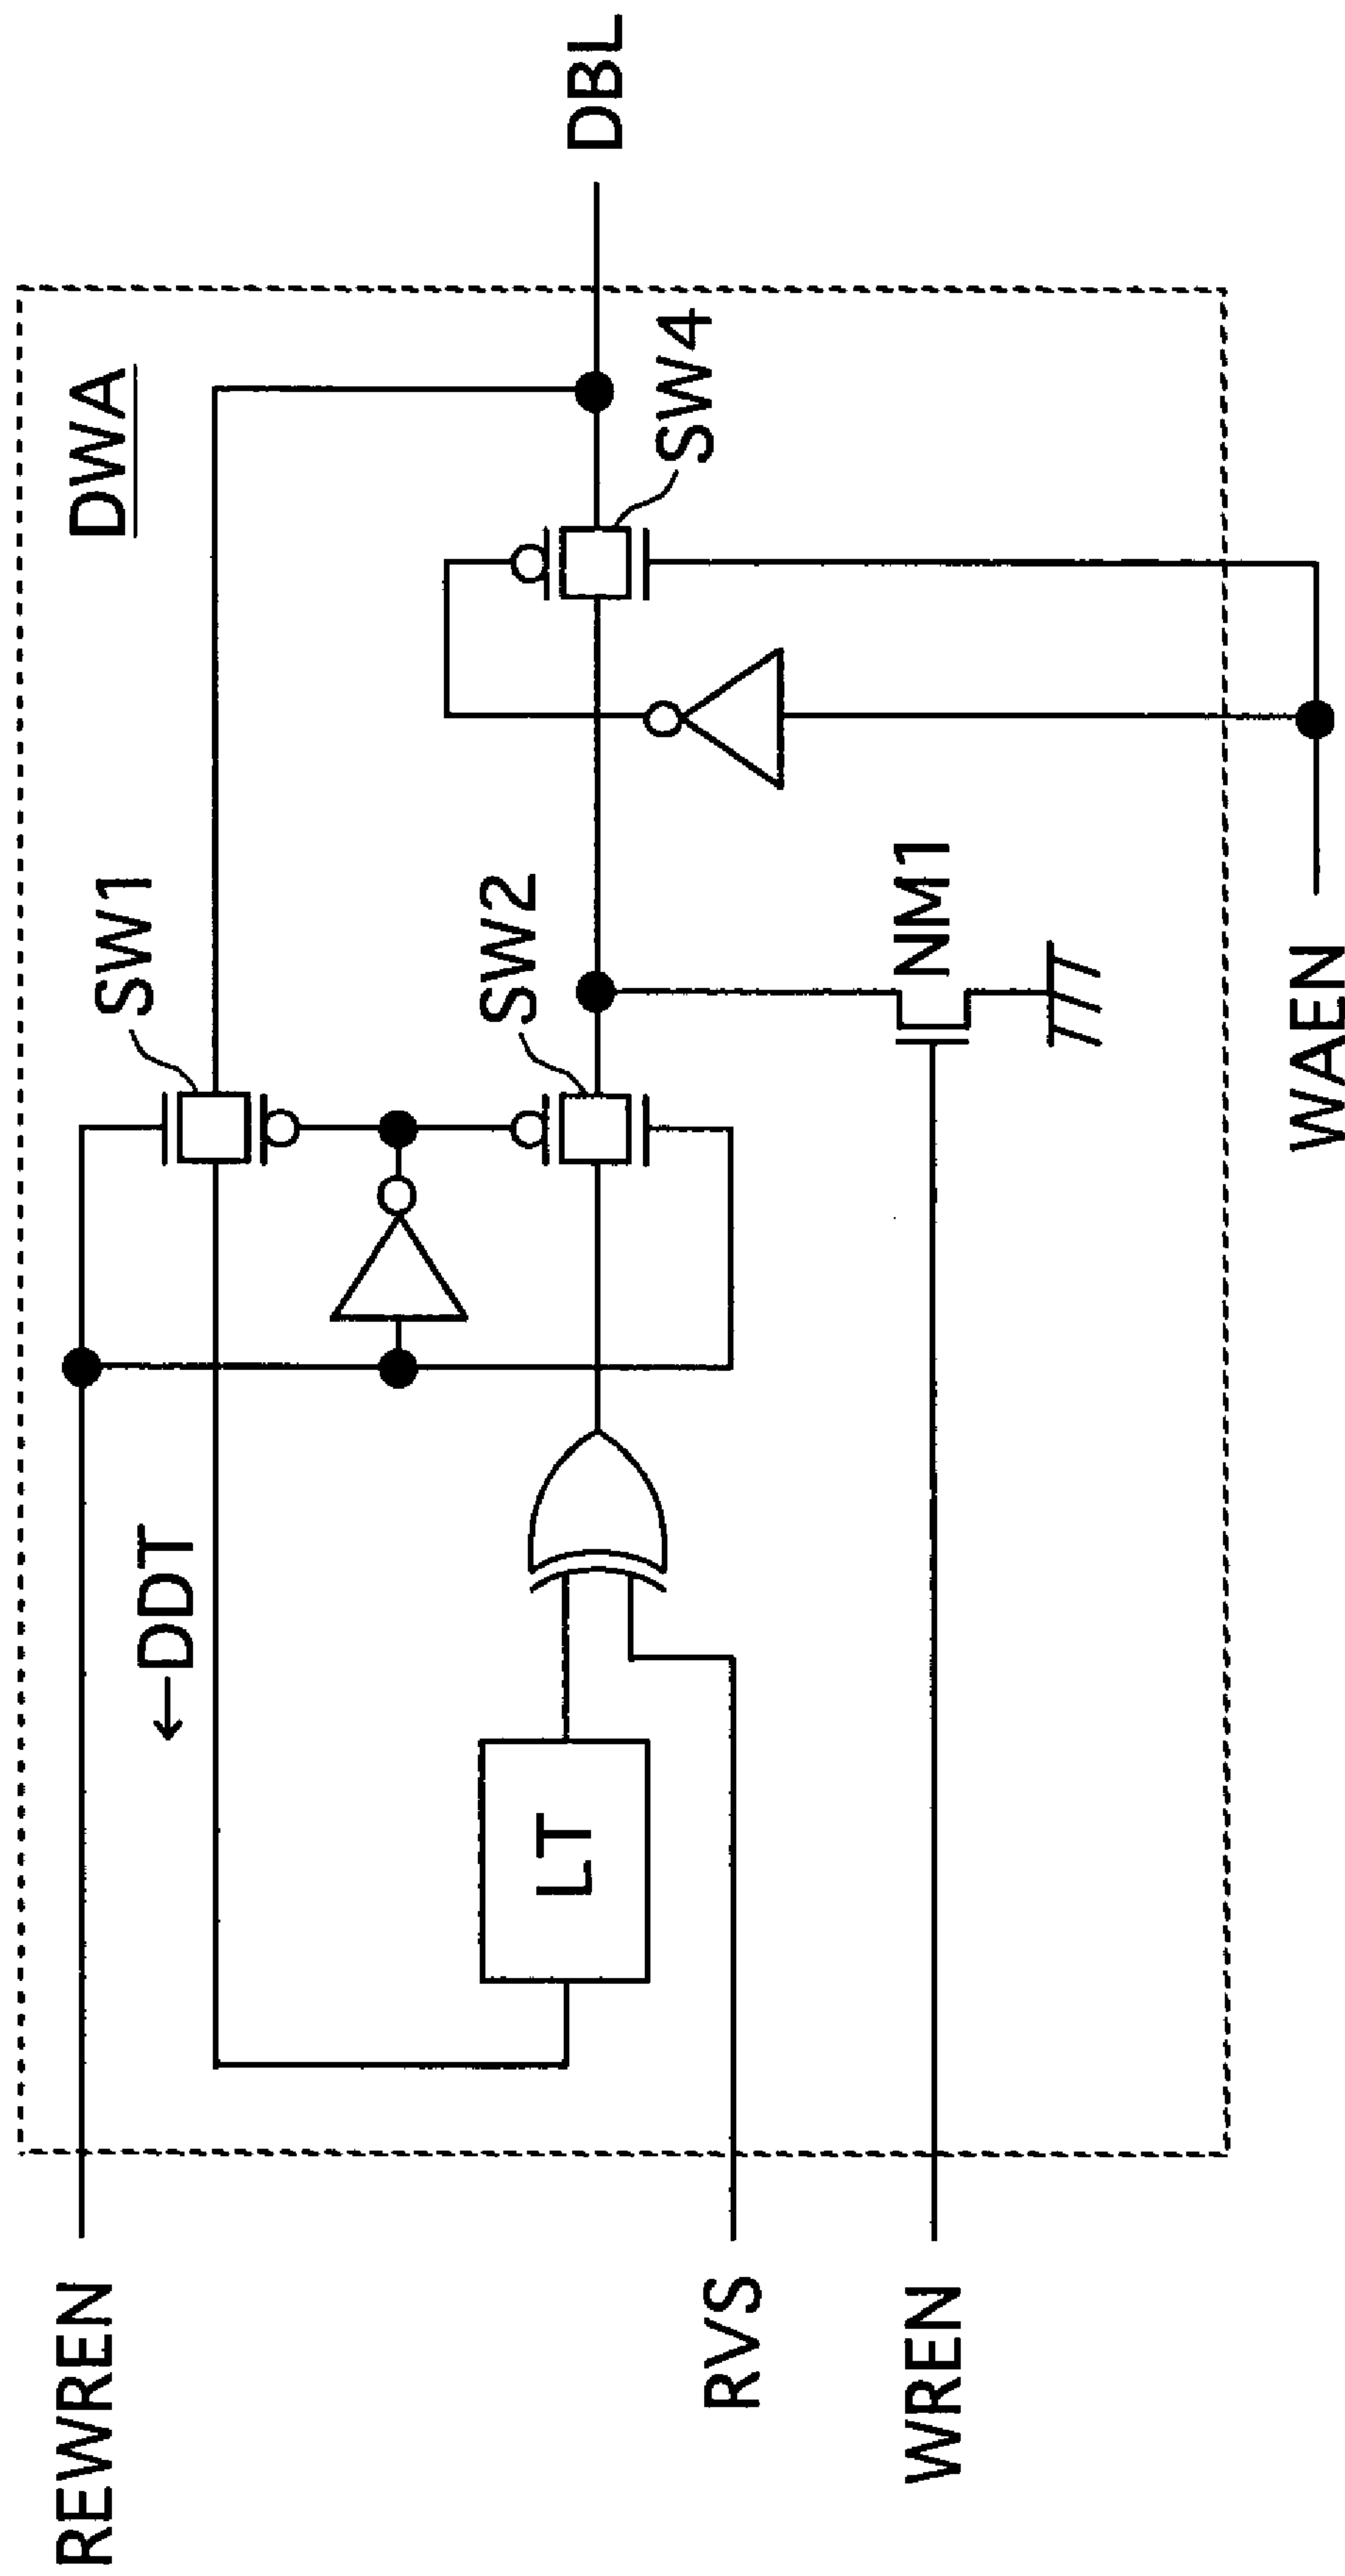 DWA
REWREN
SW1
←DDT
SW2
DBL
SW4
LT
RVS
NM1
WREN
WAEN